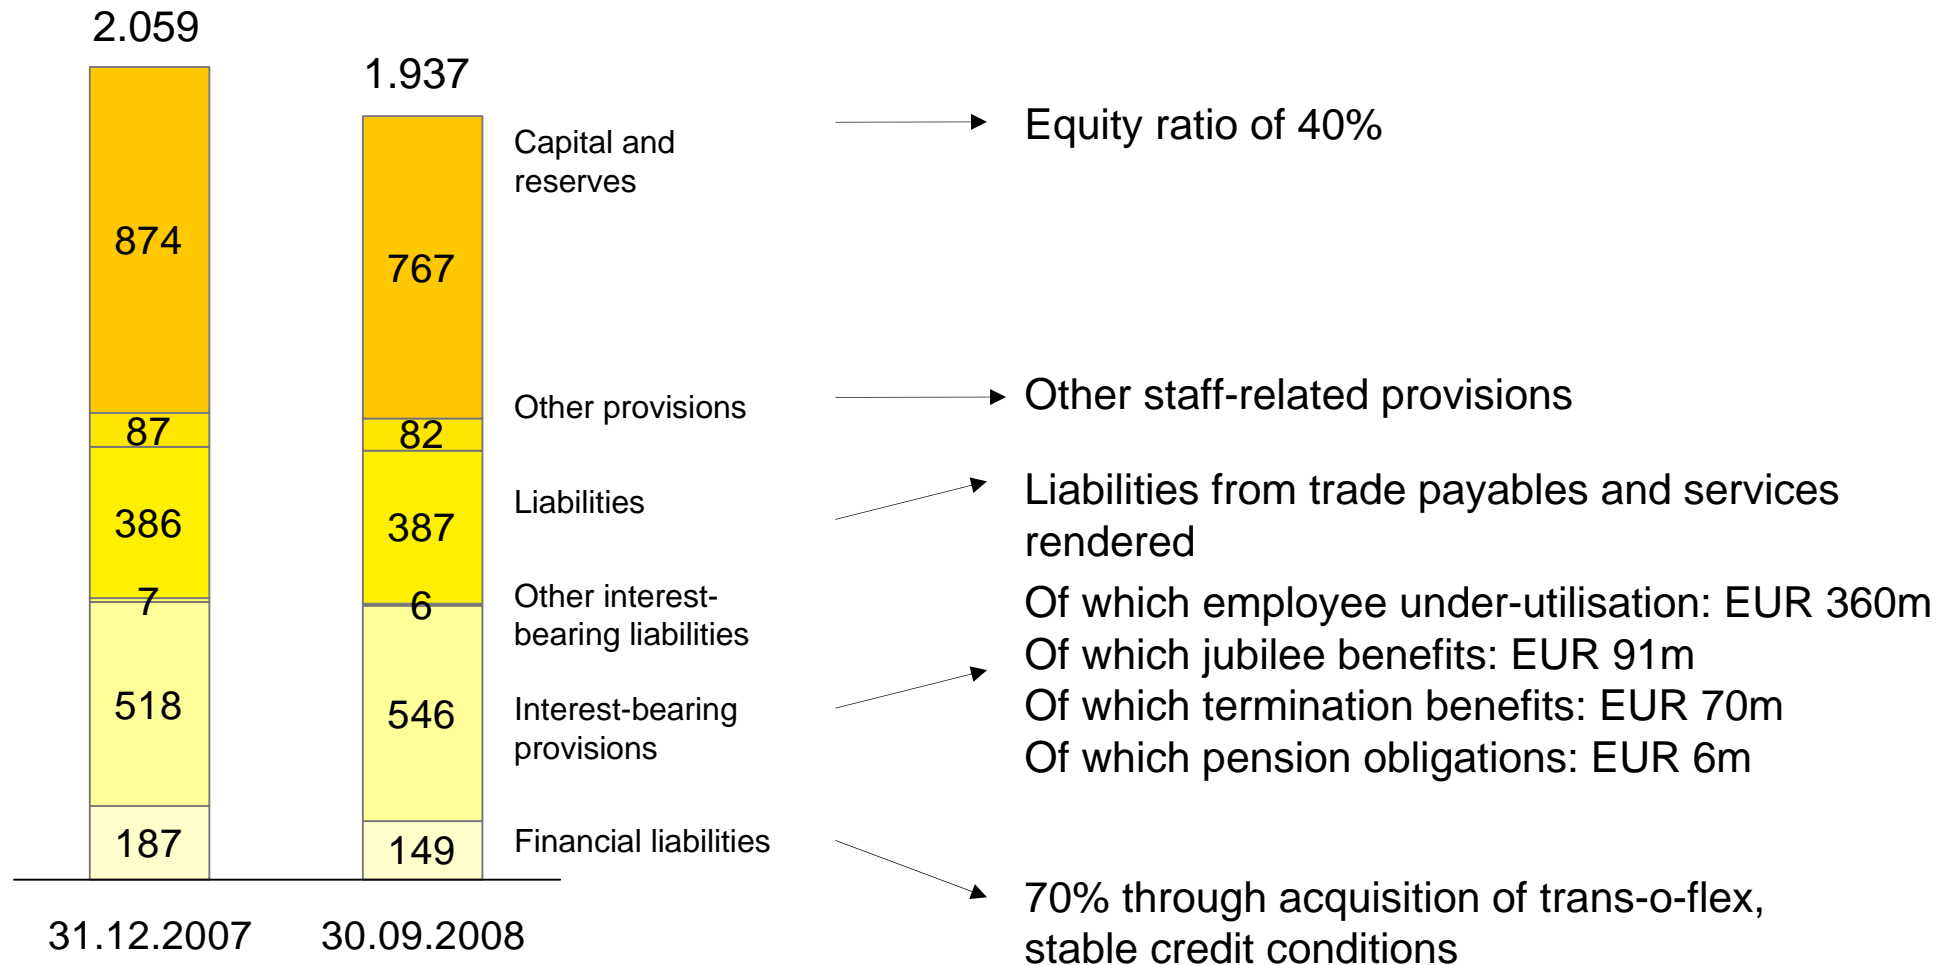 2.059
1.937
874
87
386
7
518
187
767
82
387
6
546
149
31.12.2007
30.09.2008
Capital and
reserves
Other provisions
Liabilities
Other interest-
bearing liabilities
Interest-bearing
provisions
Financial liabilities
Equity ratio of 40%
Other staff-related provisions
Liabilities from trade payables and services
rendered
Of which employee under-utilisation: EUR 360m
Of which jubilee benefits: EUR 91m
Of which termination benefits: EUR 70m
Of which pension obligations: EUR 6m
70% through acquisition of trans-o-flex,
stable credit conditions